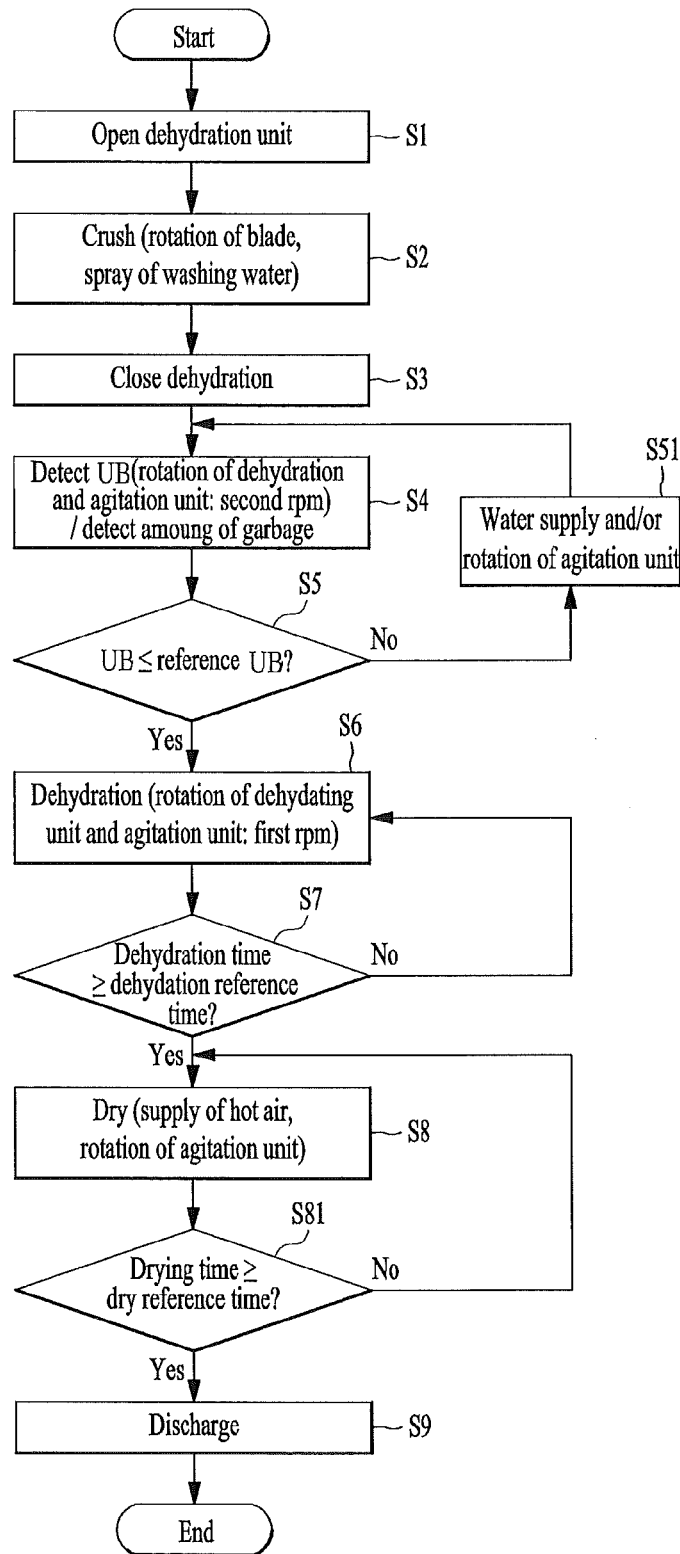 Start
Open dehydration unit
S1
Crush (rotation of blade,
spray of washing water)
S2
Close dehydration
S3
Detect UB(rotation of dehydration
and agitation unit: second rpm)
/ detect amoung of garbage
S4
S51
Water supply and/or
rotation of agitation unit
S5
UB ≤ reference UB?
No
Yes
S6
Dehydration (rotation of dehydating
unit and agitation unit: first rpm)
S7
Dehydration time
≥ dehydation reference
time?
No
Yes
Dry (supply of hot air,
rotation of agitation unit)
S8
S81
Drying time ≥
dry reference time?
No
Yes
Discharge
S9
End